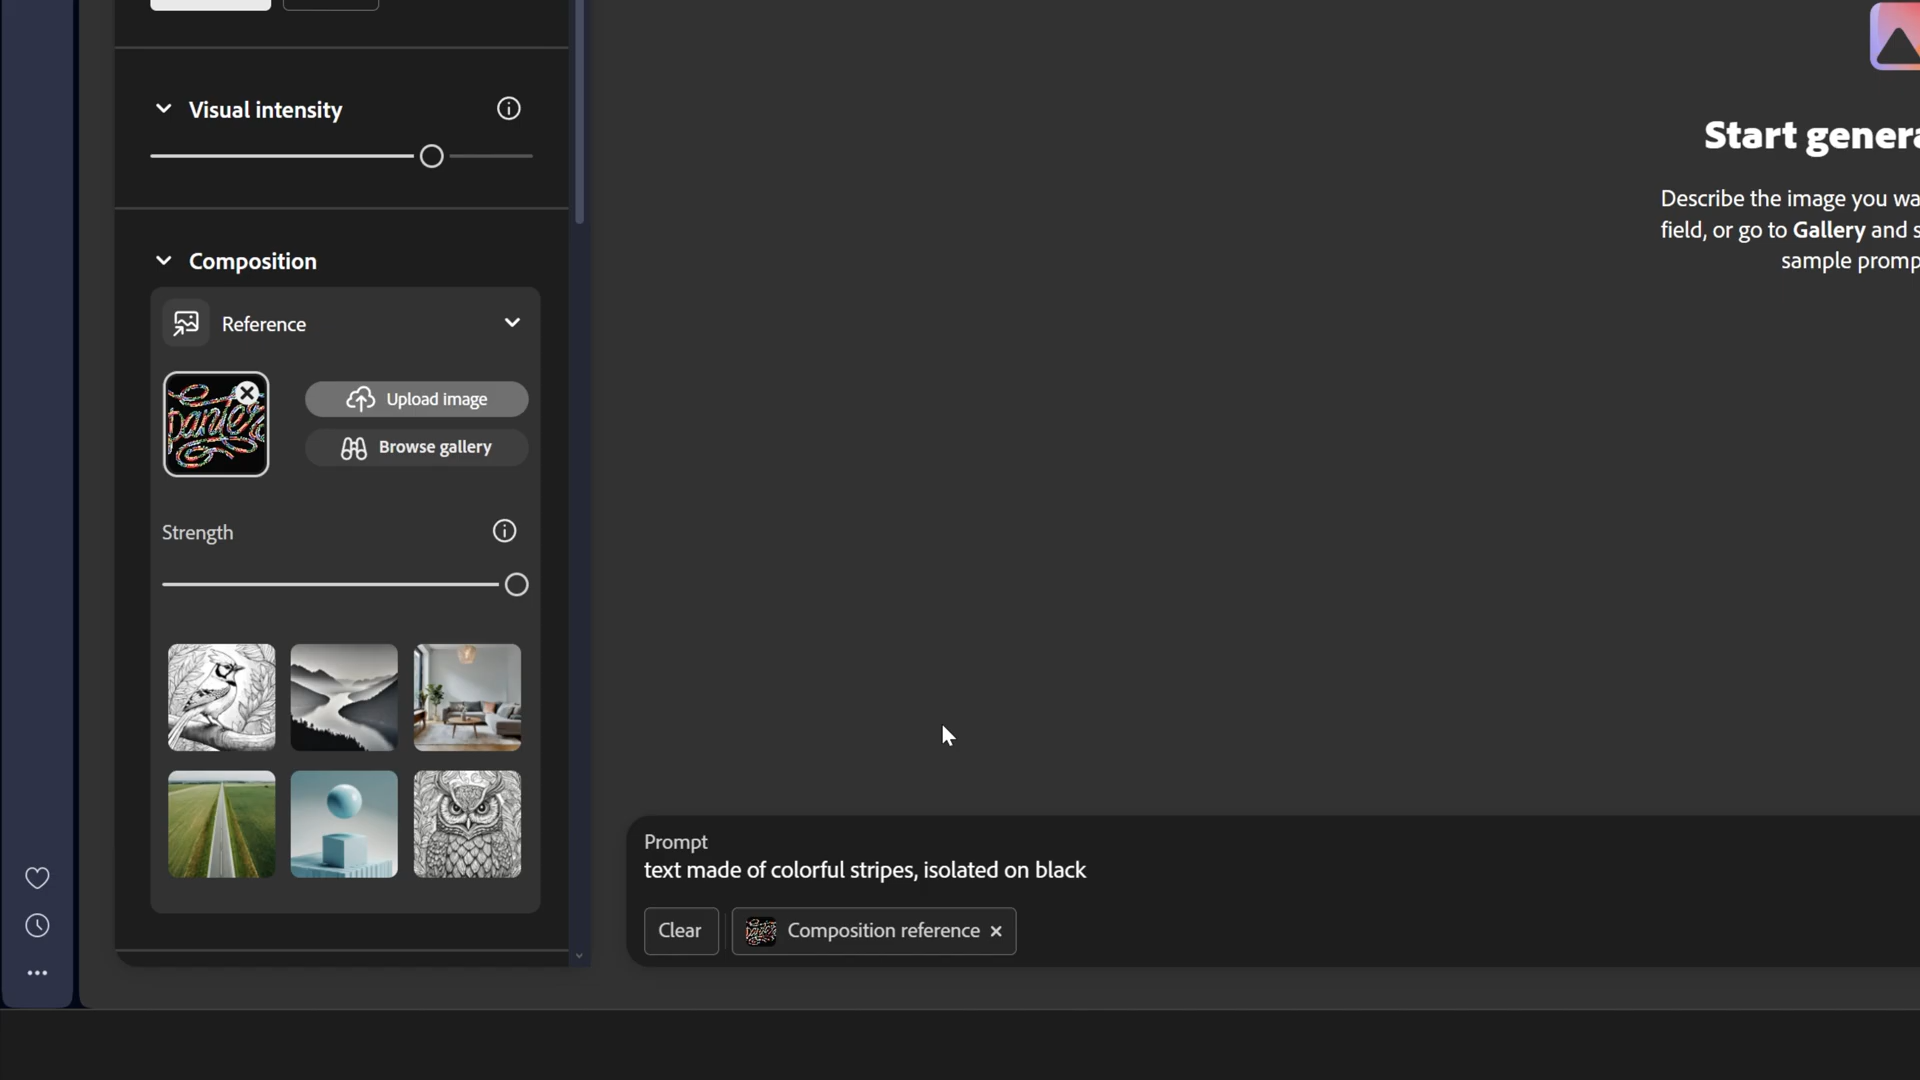 Visual intensity
Composition
Reference
Upload image
Browse gallery
Strength
Start genera
Describe the image you wa
field, or go to Gallery and s
sample promp
Prompt
text made of colorful stripes, isolated on black
Clear
Composition reference